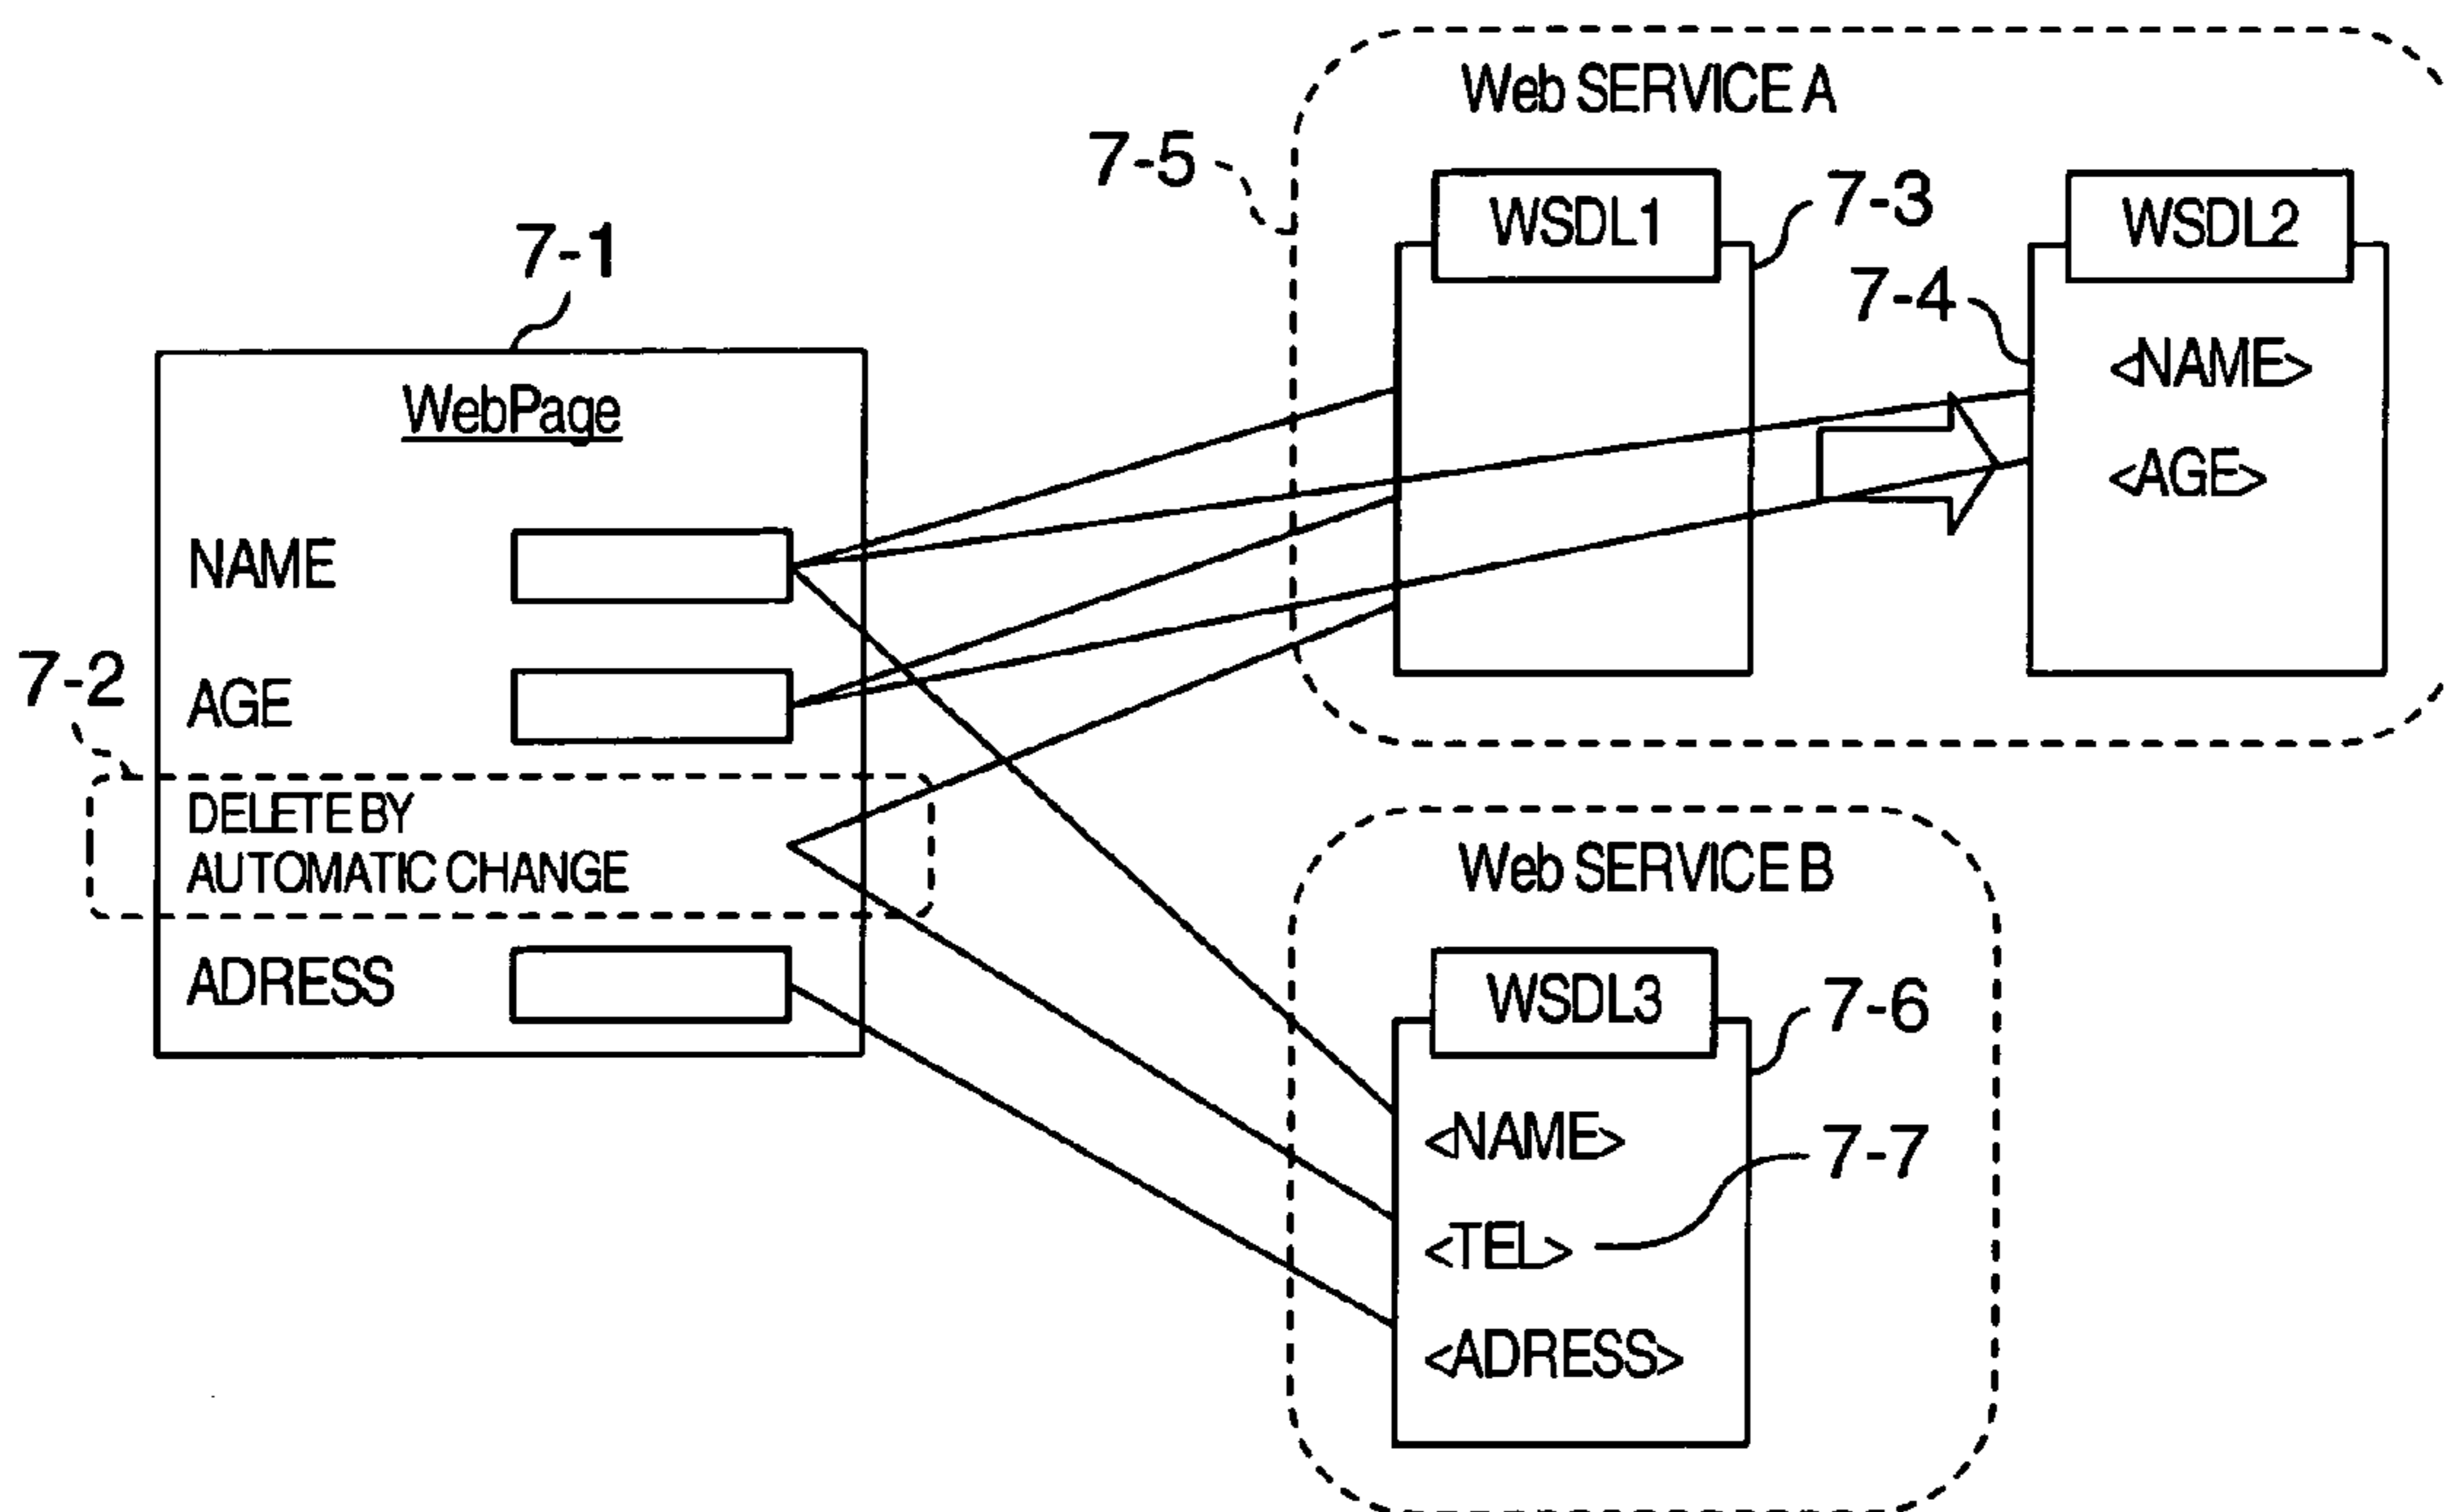 Web SERVICE A
7-5
WSDL1
7-3
WSDL2
7-4
<NAME>
<AGE>
7-1
WebPage
NAME
AGE
7-2
DELETE BY
AUTOMATIC CHANGE
ADRESS
Web SERVICE B
WSDL3
7-6
<NAME>
7-7
<TEL>
<ADRESS>